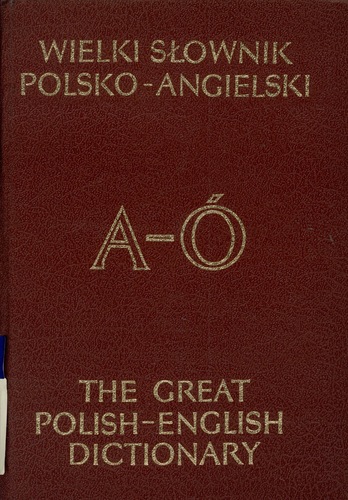 WIELKI SŁOWNIK
POLSKO-ANGIELSKI
A-Ó
THE GREAT
POLISH-ENGLISH
DICTIONARY